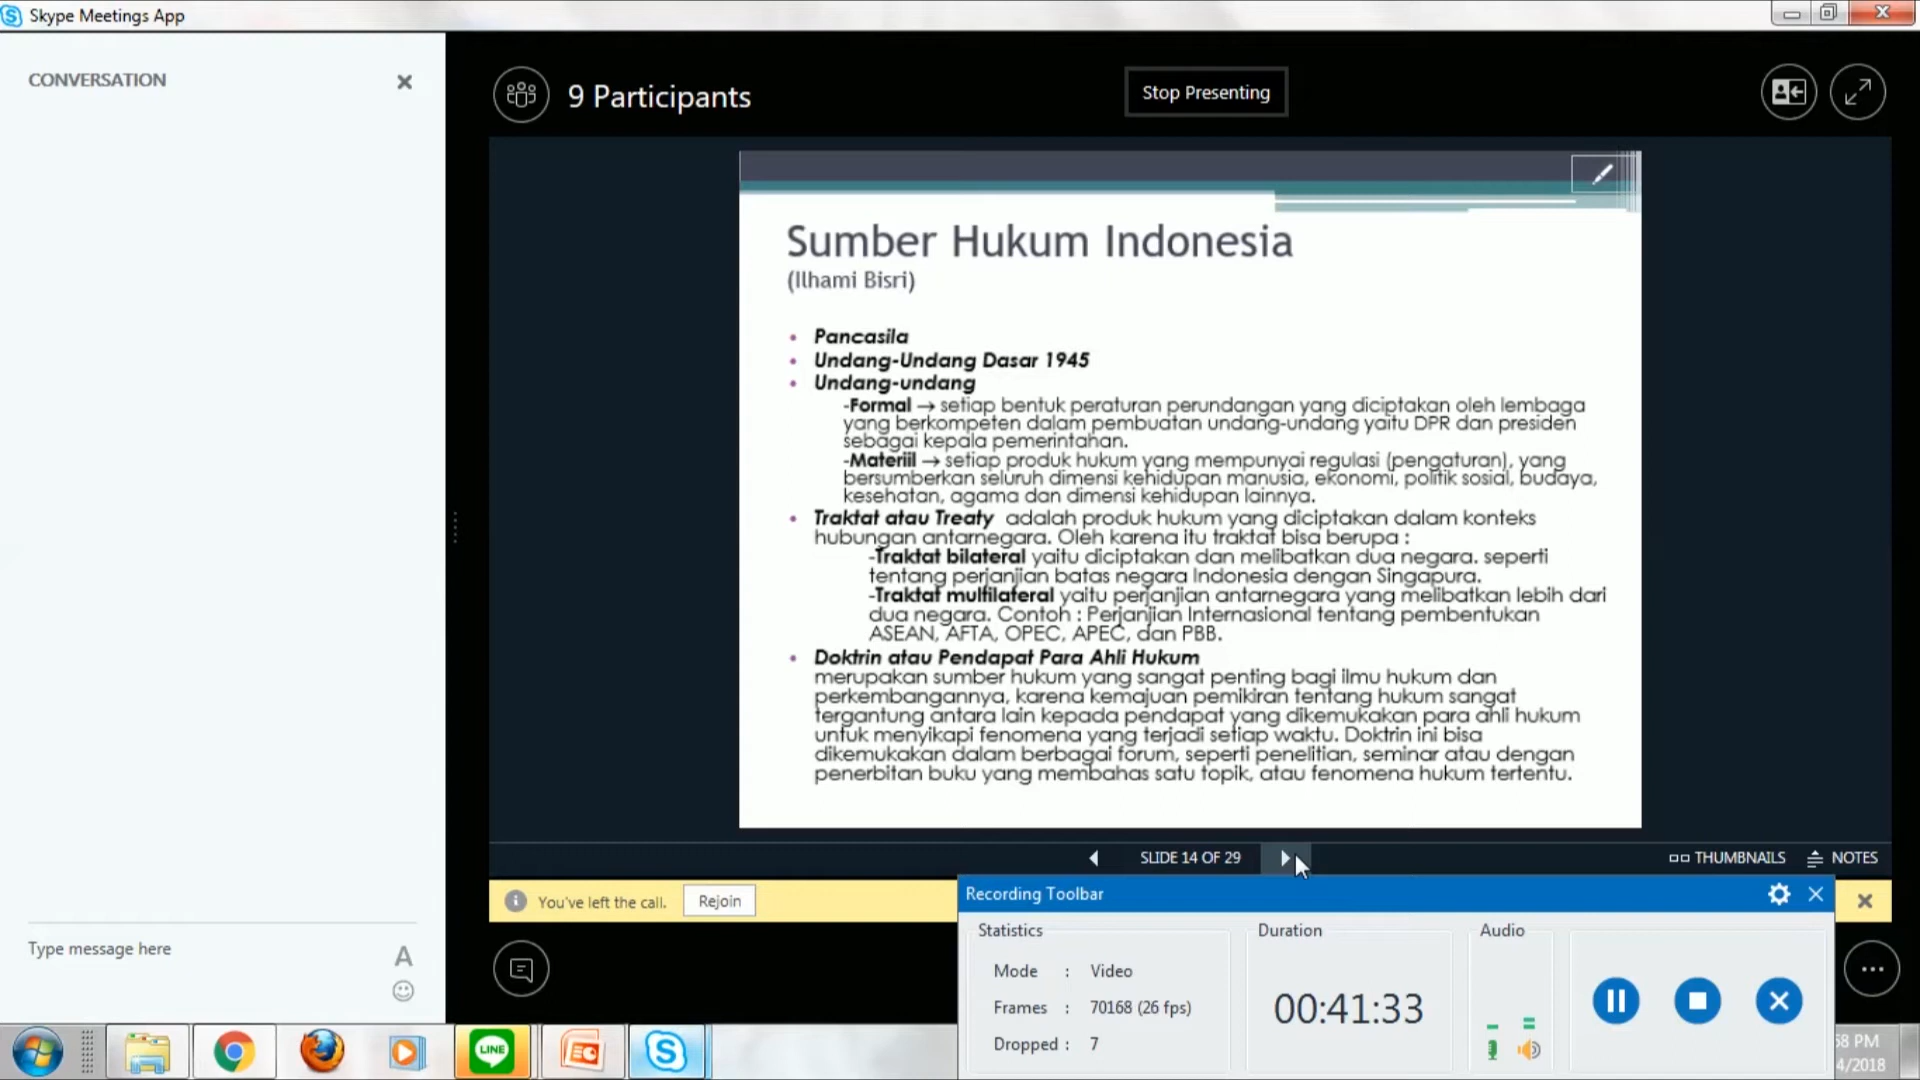 Skype Meetings App
CONVERSATION
9 Participants
Stop Presenting
Sumber Hukum Indonesia
(Ilhami Bisri)
• Pancasila
• Undang-Undang Dasar 1945
• Undang-undang
-Formal → setiap bentuk peraturan perundangan yang diciptakan oleh lembaga
yang berkompeten dalam pembuatan undang-undang yaitu DPR dan presiden
sebagai kepala pemerintahan.
-Materiil → setiap produk hukum yang mempunyai regulasi (pengaturan), yang
bersumberkan seluruh dimensi kehidupan manusia, ekonomi, politik sosial, budaya,
kesehatan, agama dan dimensi kehidupan lainnya.
• Traktat atau Treaty adalah produk hukum yang diciptakan dalam konteks
hubungan antarnegara. Oleh karena itu traktat bisa berupa :
-Traktat bilateral yaitu diciptakan dan melibatkan dua negara. seperti
tentang perjanjian batas negara Indonesia dengan Singapura.
-Traktat multilateral yaitu perjanjian antarnegara yang melibatkan lebih dari
dua negara. Contoh : Perjanjian Internasional tentang pembentukan
ASEAN, AFTA, OPEC, APEC, dan PBB.
• Doktrin atau Pendapat Para Ahli Hukum
merupakan sumber hukum yang sangat penting bagi ilmu hukum dan
perkembangannya, karena kemajuan pemikiran tentang hukum sangat
tergantung antara lain kepada pendapat yang dikemukakan para ahli hukum
untuk menyikapi fenomena yang terjadi setiap waktu. Doktrin ini bisa
dikemukakan dalam berbagai forum, seperti penelitian, seminar atau dengan
penerbitan buku yang membahas satu topik, atau fenomena hukum tertentu.
SLIDE 14 OF 29
THUMBNAILS
NOTES
You've left the call.
Rejoin
Recording Toolbar
Statistics
Duration
Audio
Mode : Video
Frames : 70168 (26 fps)
Dropped : 7
00:41:33
Type message here
A
LINE
58 PM
4/2018